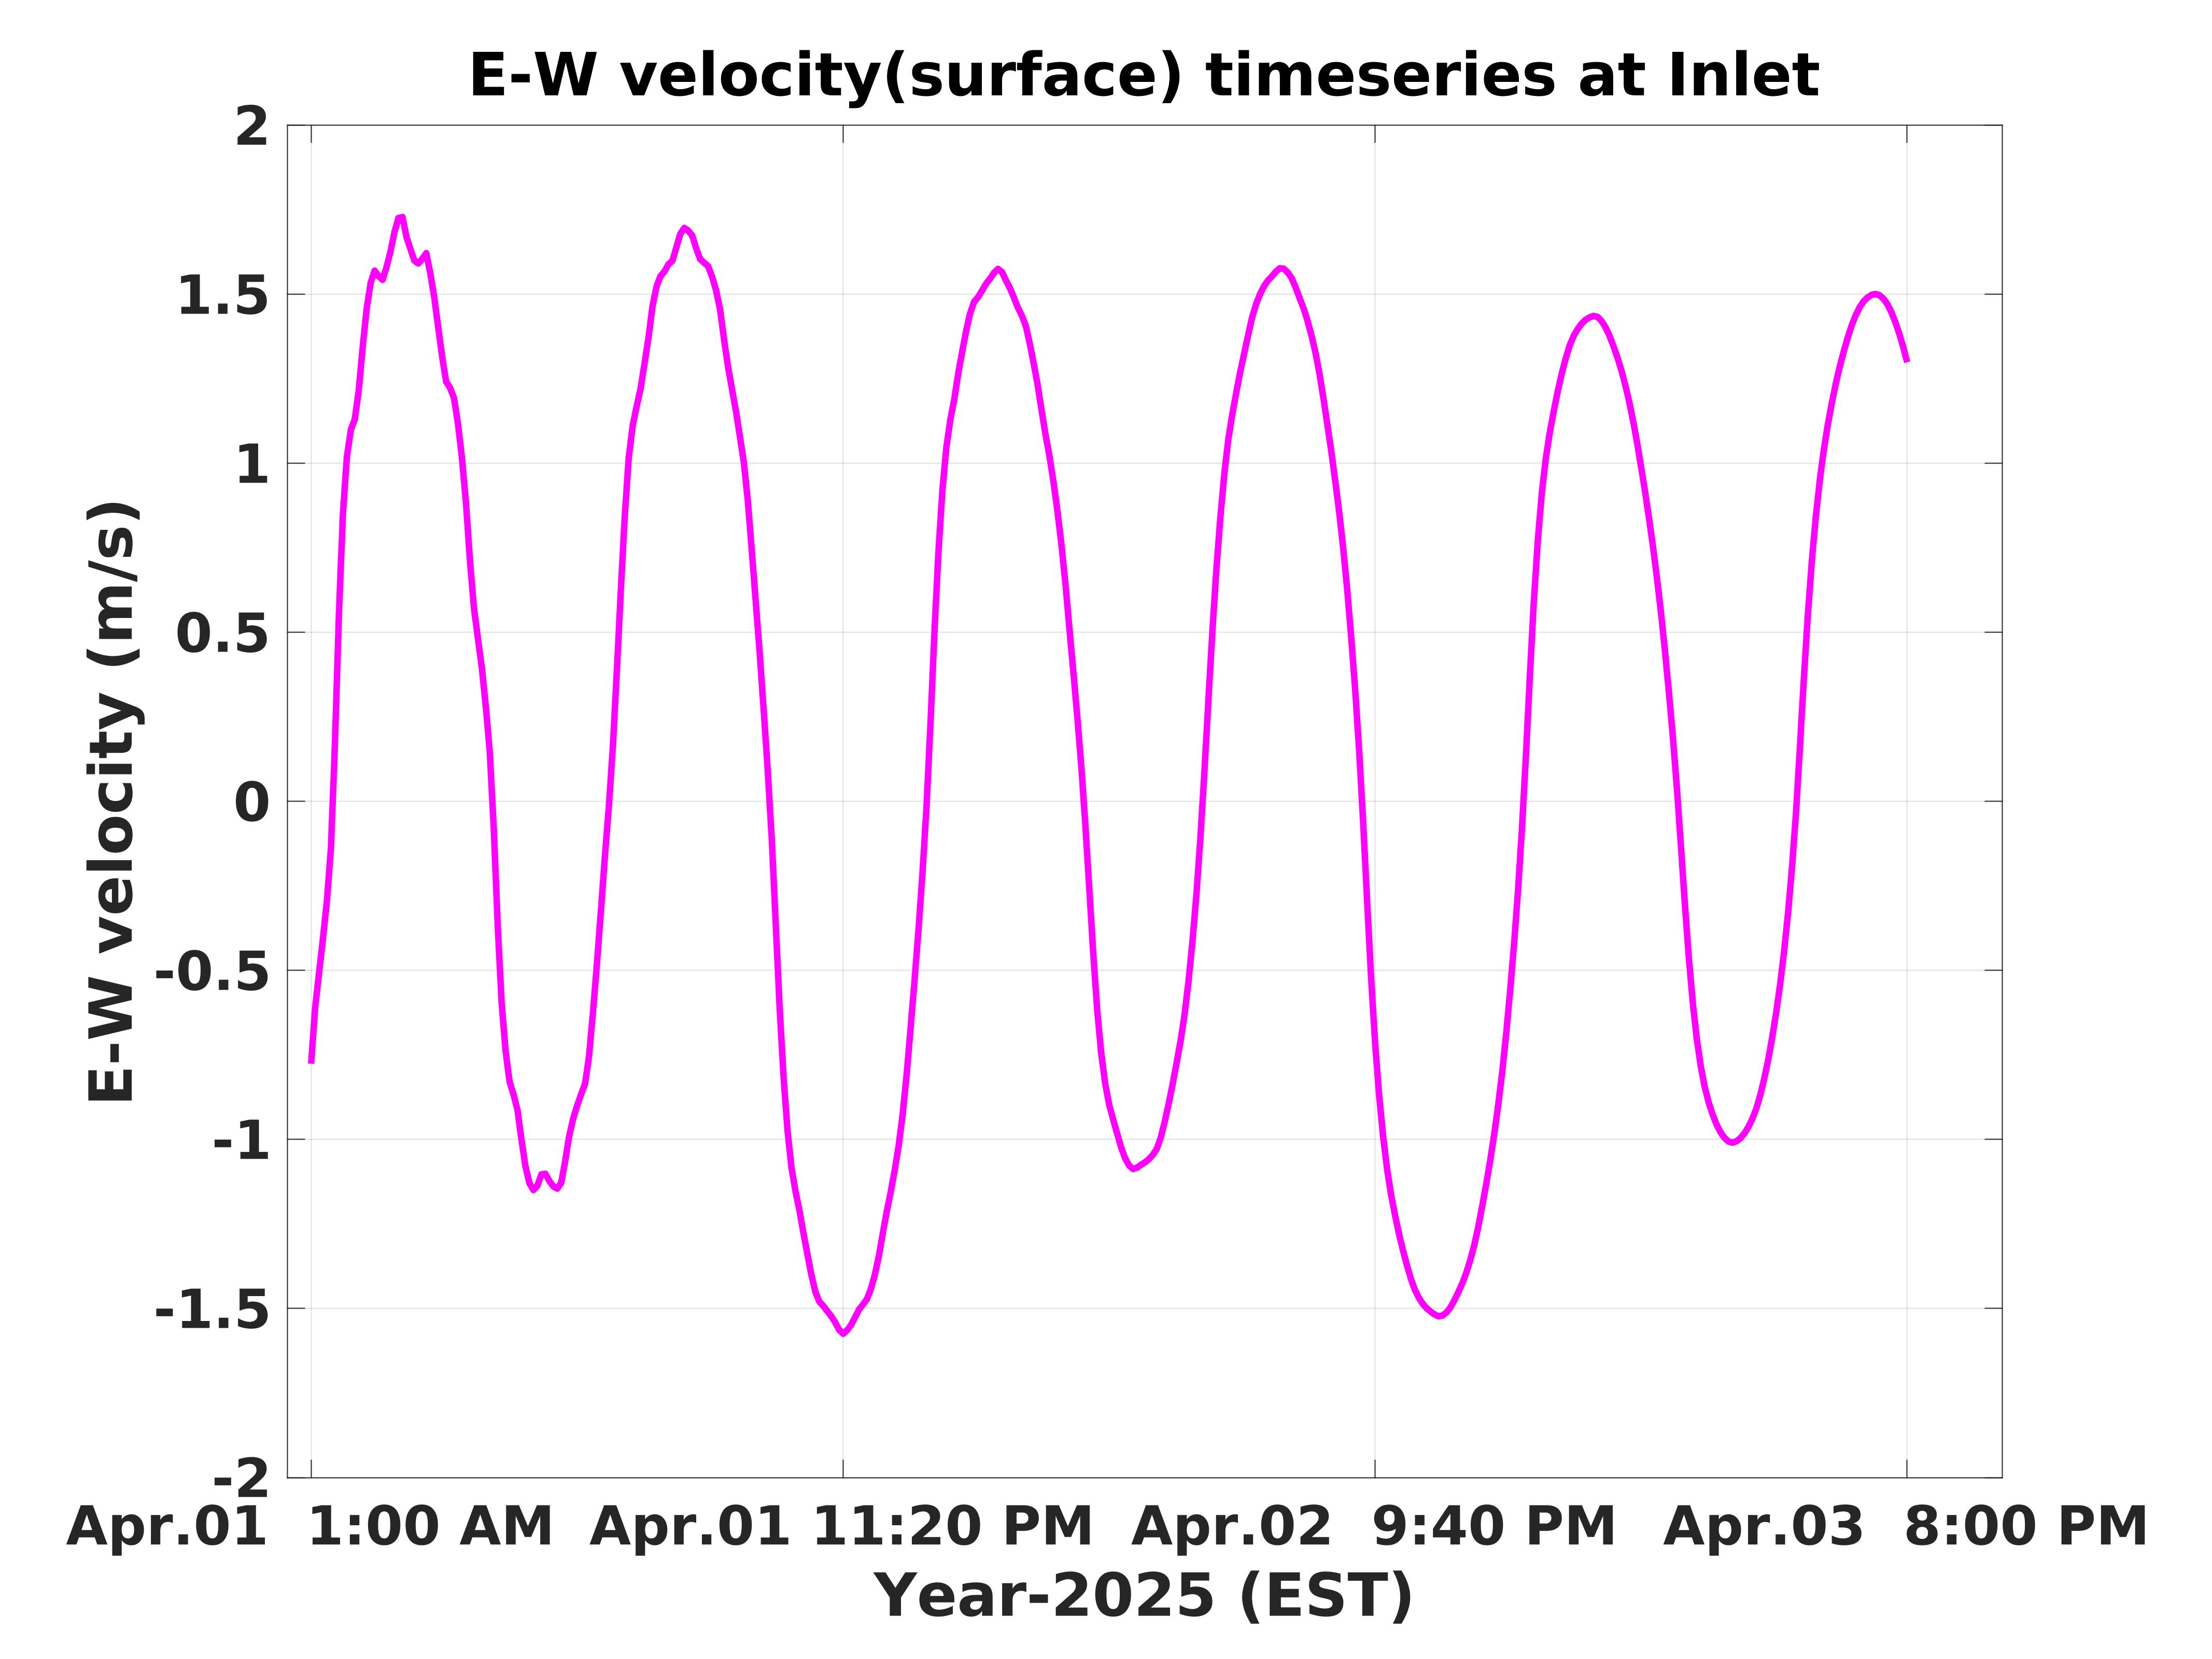 E-W velocity(surface) timeseries at Inlet
E-W velocity (m/s)
2
1.5
1
0.5
0
-0.5
-1
-1.5
-2
Apr.01 1:00 AM Apr.01 11:20 PM Apr.02 9:40 PM Apr.03 8:00 PM
Year-2025 (EST)